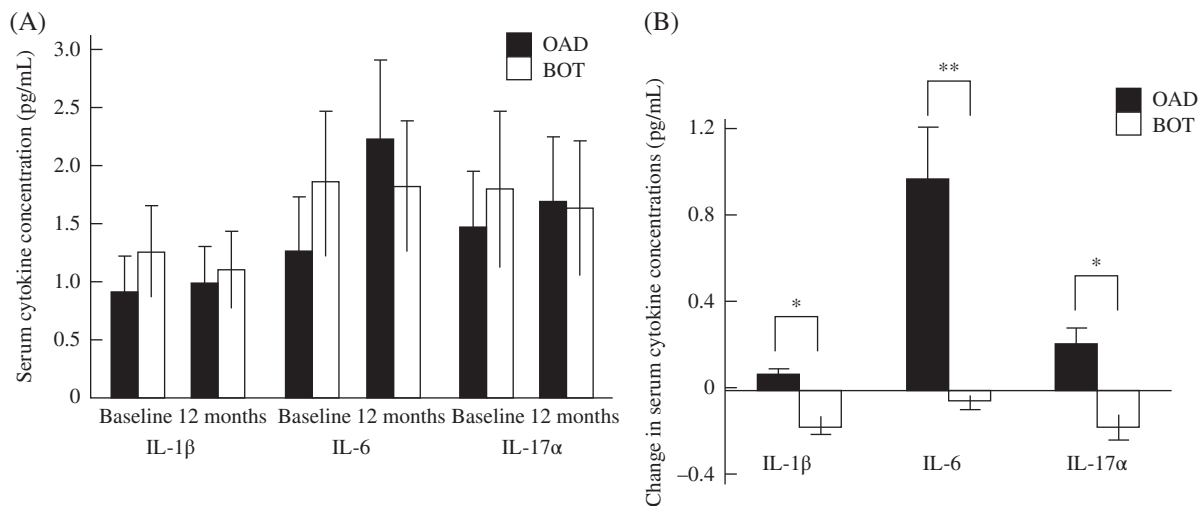 (A)
Serum cytokine concentration (pg/mL)
3.0
2.5
2.0
1.5
1.0
0.5
0
OAD
BOT
Baseline 12 months Baseline 12 months Baseline 12 months
IL-1β IL-6 IL-17α
(B)
Change in serum cytokine concentrations (pg/mL)
1.2
0.8
0.4
0
−0.4
**
*
*
OAD
BOT
IL-1β IL-6 IL-17α